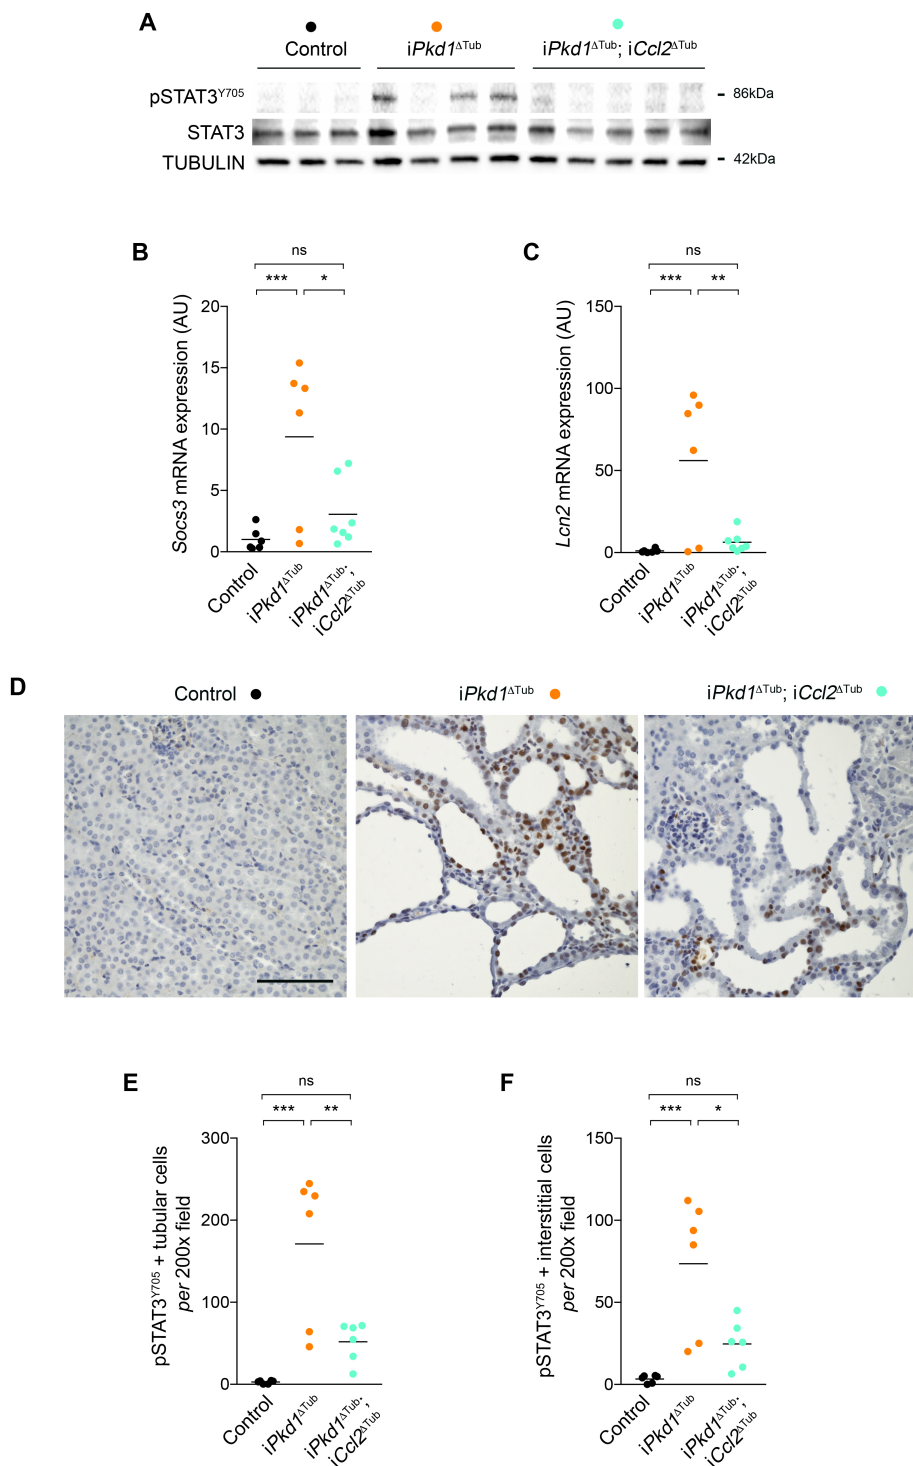 A
Control
iPkd1ΔTub
iPkd1ΔTub; iCcl2ΔTub
pSTAT3Y705
- 86kDa
STAT3
TUBULIN
- 42kDa
B
ns
***
*
Socs3 mRNA expression (AU)
20
15
10
5
0
Control
iPkd1ΔTub
iPkd1ΔTub;
iCcl2ΔTub
C
ns
***
**
Lcn2 mRNA expression (AU)
150
100
50
0
Control
iPkd1ΔTub
iPkd1ΔTub;
iCcl2ΔTub
D
Control
iPkd1ΔTub
iPkd1ΔTub; iCcl2ΔTub
E
ns
***
**
pSTAT3Y705 + tubular cells
per 200x field
300
200
100
0
Control
iPkd1ΔTub
iPkd1ΔTub;
iCcl2ΔTub
F
ns
***
*
pSTAT3Y705 + interstitial cells
per 200x field
150
100
50
0
Control
iPkd1ΔTub
iPkd1ΔTub;
iCcl2ΔTub